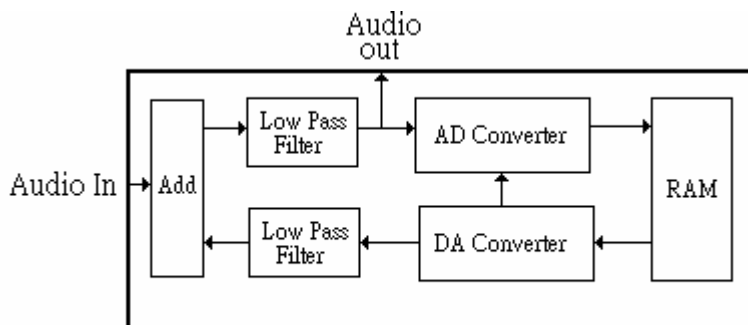 Audio
out
Low Pass
Filter
AD Converter
Audio In
Add
RAM
Low Pass
Filter
DA Converter